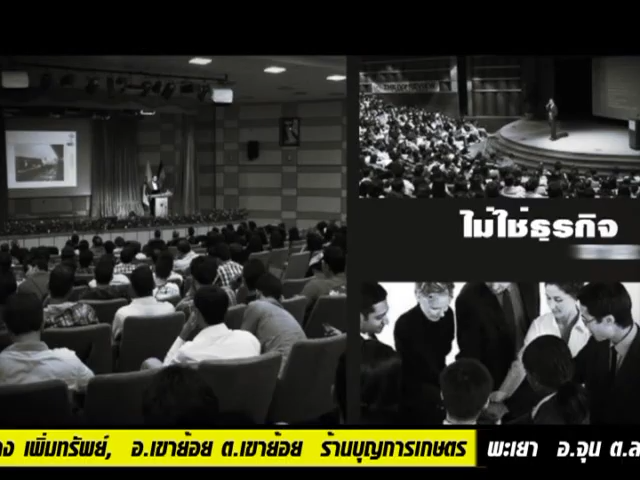 ไม่ใช่ธุรกิจ
เพิ่มทรัพย์, อ.เขาย้อย ต.เขาย้อย ร้านบุญการเกษตร พะเยา อ.จุน